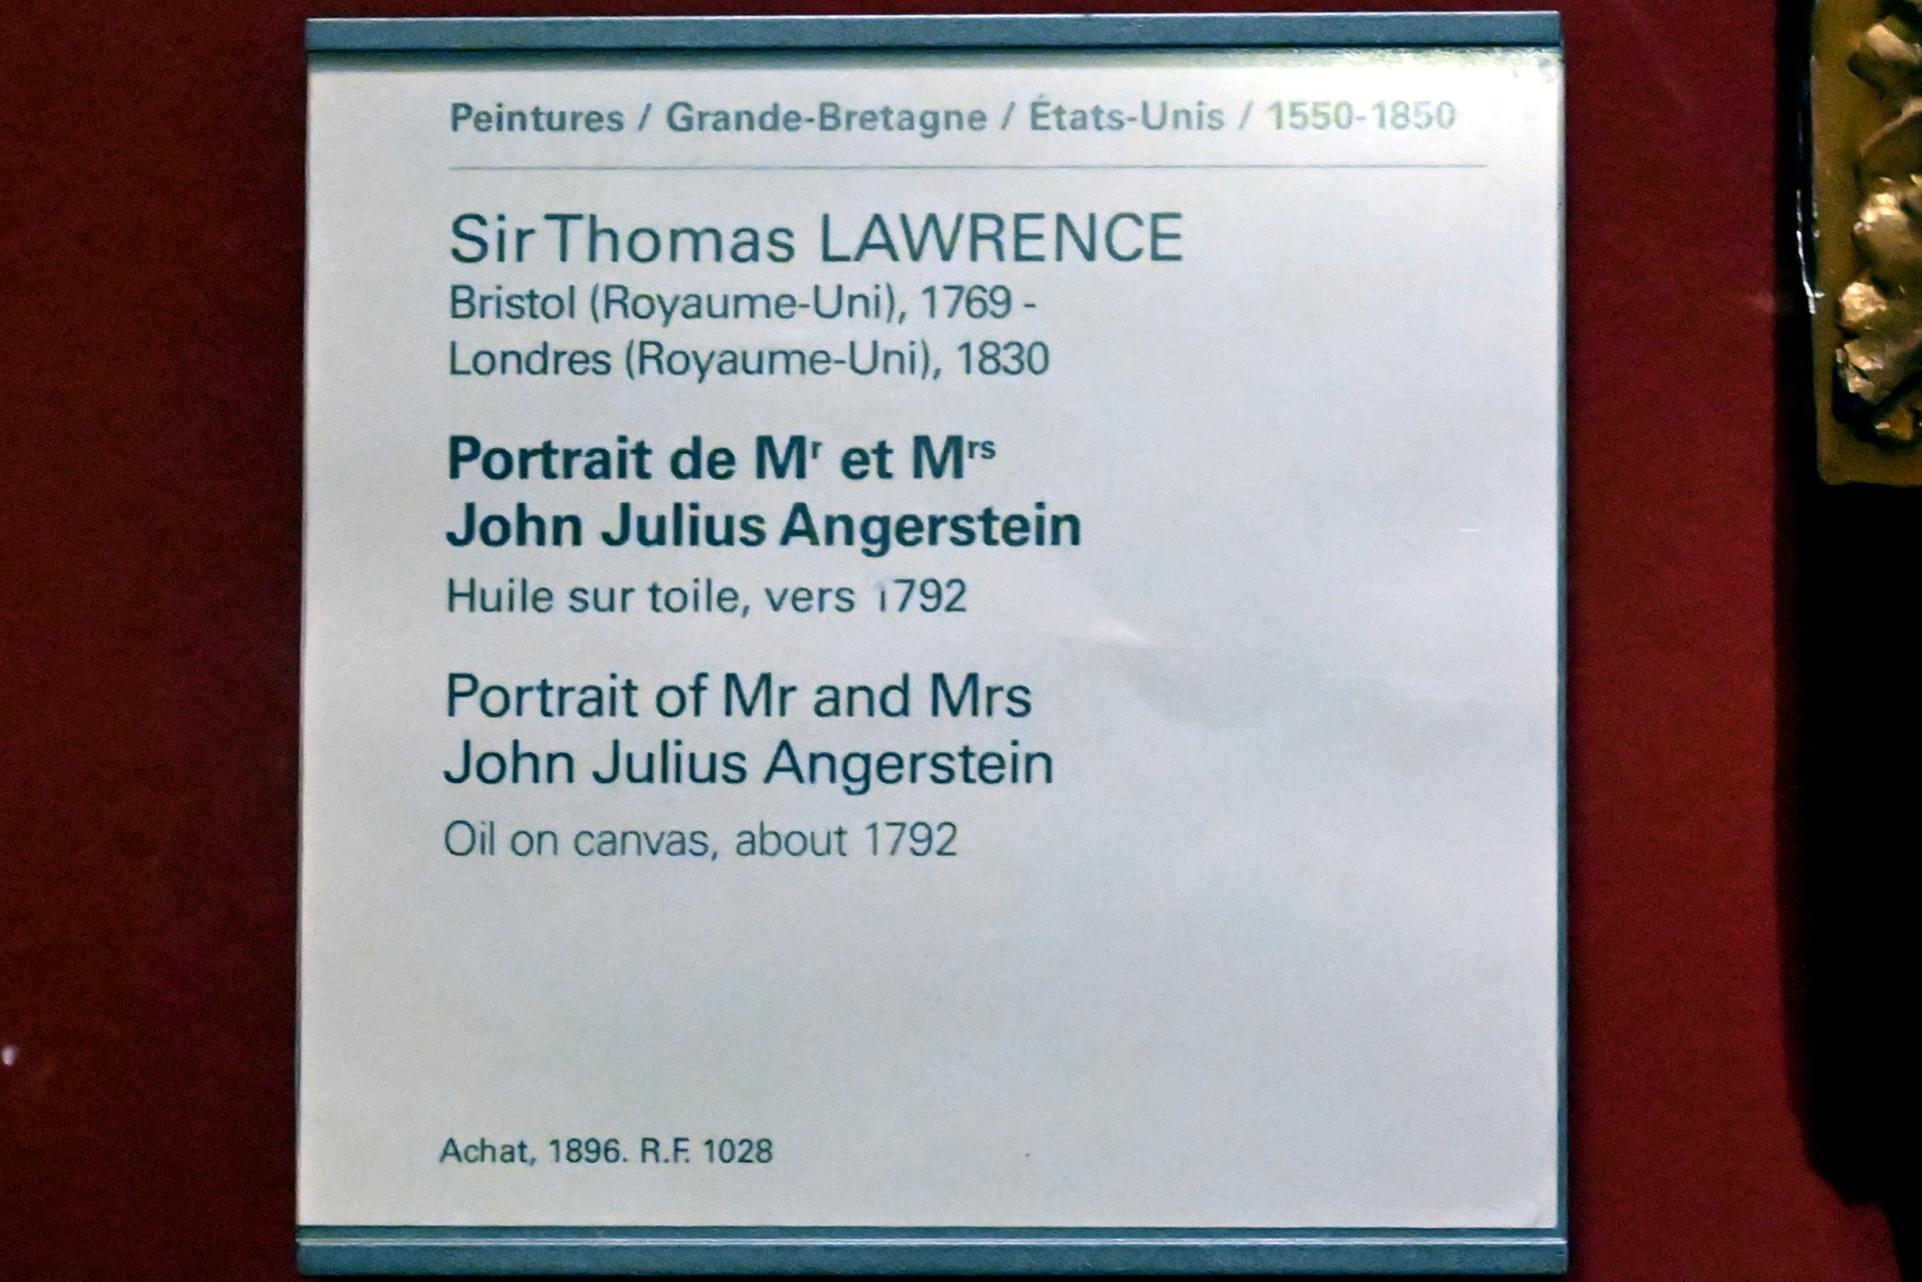 Peintures / Grande-Bretagne / États-Unis / 1550-1850
Sir Thomas LAWRENCE
Bristol (Royaume-Uni), 1769 -
Londres (Royaume-Uni), 1830
Portrait de Mʳ et Mʳˢ
John Julius Angerstein
Huile sur toile, vers 1792
Portrait of Mr and Mrs
John Julius Angerstein
Oil on canvas, about 1792
Achat, 1896. R.F. 1028